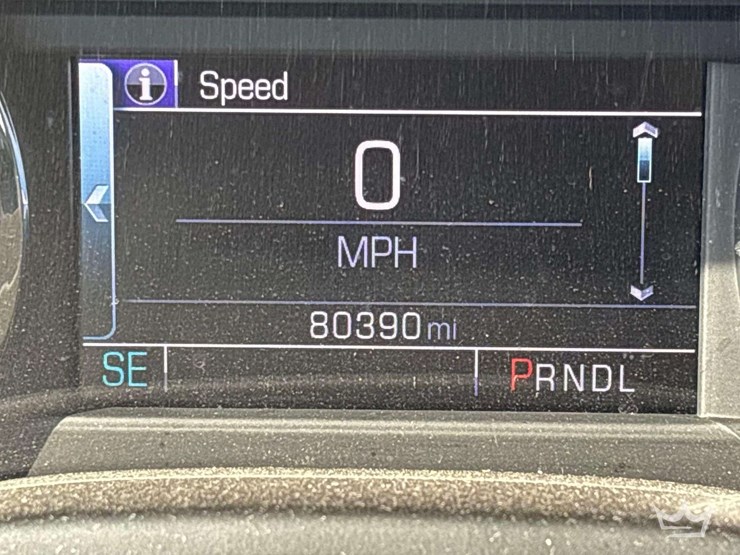 i Speed
0
MPH
80390 mi
SE PRNDL